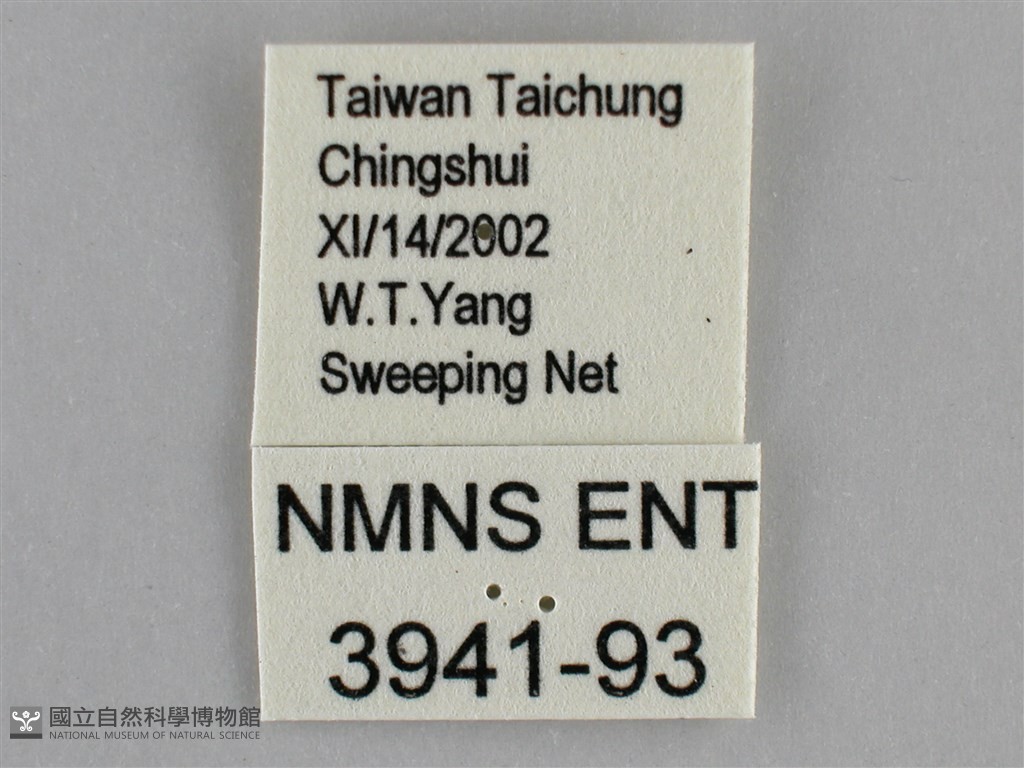 Taiwan Taichung
Chingshui
XI/14/2002
W.T.Yang
Sweeping Net
NMNS ENT
3941-93
國立自然科學博物館
NATIONAL MUSEUM OF NATURAL SCIENCE